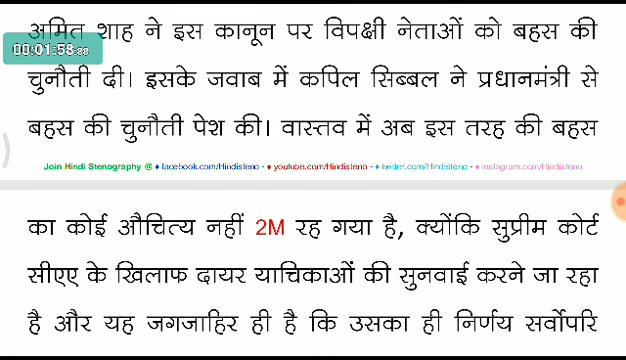 अमित शाह ने इस कानून पर विपक्षी नेताओं को बहस की
00:01:58
चुनौती दी। इसके जवाब में कपिल सिब्बल ने प्रधानमंत्री से
बहस की चुनौती पेश की। वास्तव में अब इस तरह की बहस
Join Hindi Stenography @ ♦ facebook.com/Hindisteno - ♦ youtube.com/Hindisteno - ♦ twitter.com/Hindisteno - ♦ instagram.com/Hindisteno
का कोई औचित्य नहीं 2M रह गया है, क्योंकि सुप्रीम कोर्ट
सीएए के खिलाफ दायर याचिकाओं की सुनवाई करने जा रहा
है और यह जगजाहिर ही है कि उसका ही निर्णय सर्वोपरि